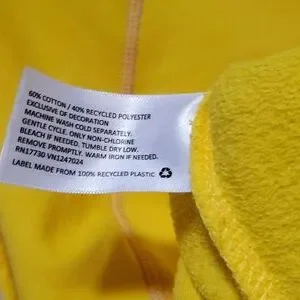 60% COTTON / 40% RECYCLED POLYESTER
EXCLUSIVE OF DECORATION
MACHINE WASH COLD SEPARATELY.
GENTLE CYCLE. ONLY NON-CHLORINE
BLEACH IF NEEDED. TUMBLE DRY LOW.
REMOVE PROMPTLY. WARM IRON IF NEEDED.
RN17730 VN1247024
LABEL MADE FROM 100% RECYCLED PLASTIC